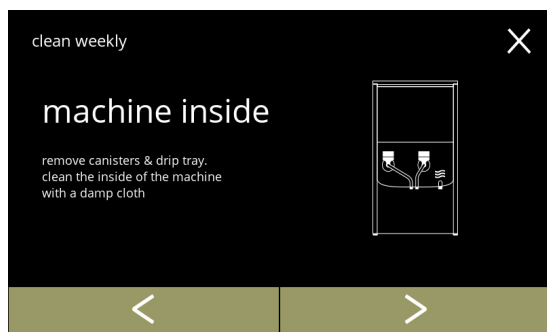 clean weekly
machine inside
remove canisters & drip tray.
clean the inside of the machine
with a damp cloth